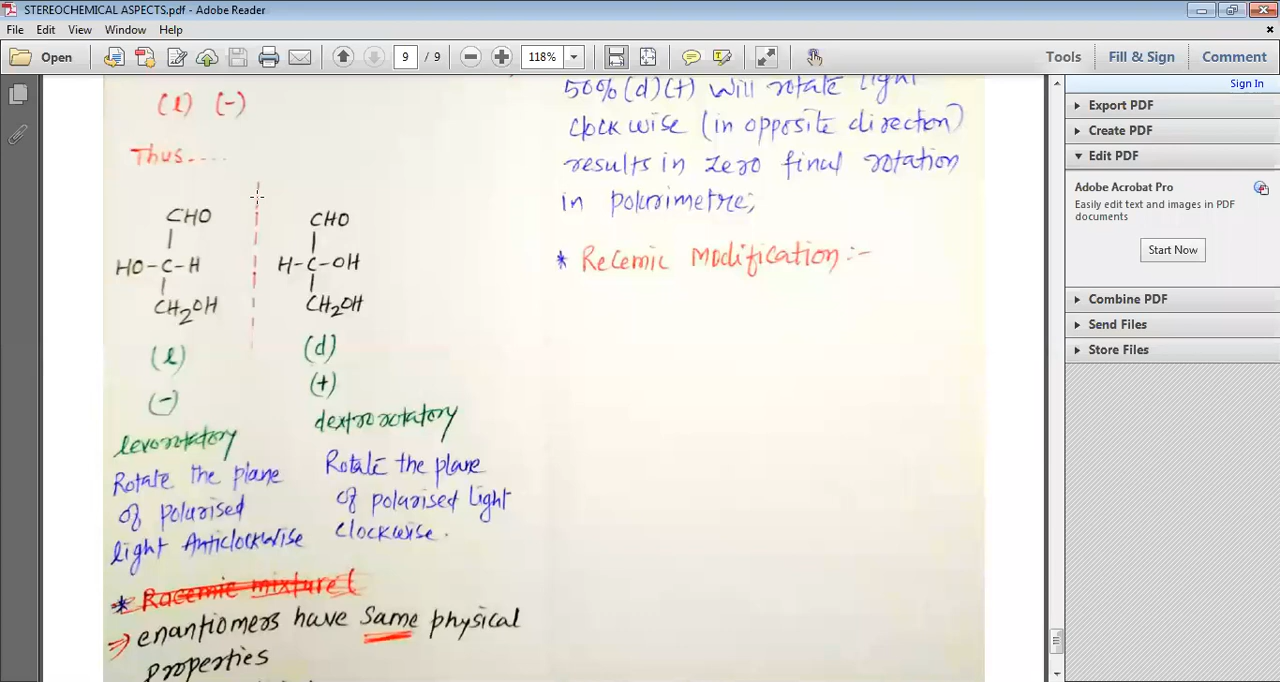 STEREOCHEMICAL ASPECTS.pdf - Adobe Reader
File Edit View Window Help
Open 9 / 9 118% Tools Fill & Sign Comment
Sign In
Export PDF
Create PDF
Edit PDF
Adobe Acrobat Pro
Easily edit text and images in PDF
documents
Start Now
Combine PDF
Send Files
Store Files
(l) (-)
Thus....
CHO
HO-C-H
CH2OH
(l)
(-)
levorotatory
Rotate the plane
of polarised
light Anticlockwise
CHO
H-C-OH
CH2OH
(d)
(+)
dextrorotatory
Rotate the plane
of polarised light
clockwise.
* Racemic mixture (
⇒ enantiomers have same physical
properties
50% (d) (+) will rotate light
clockwise (in opposite direction)
results in zero final rotation
in polarimetre;
* Recemic Modification:-